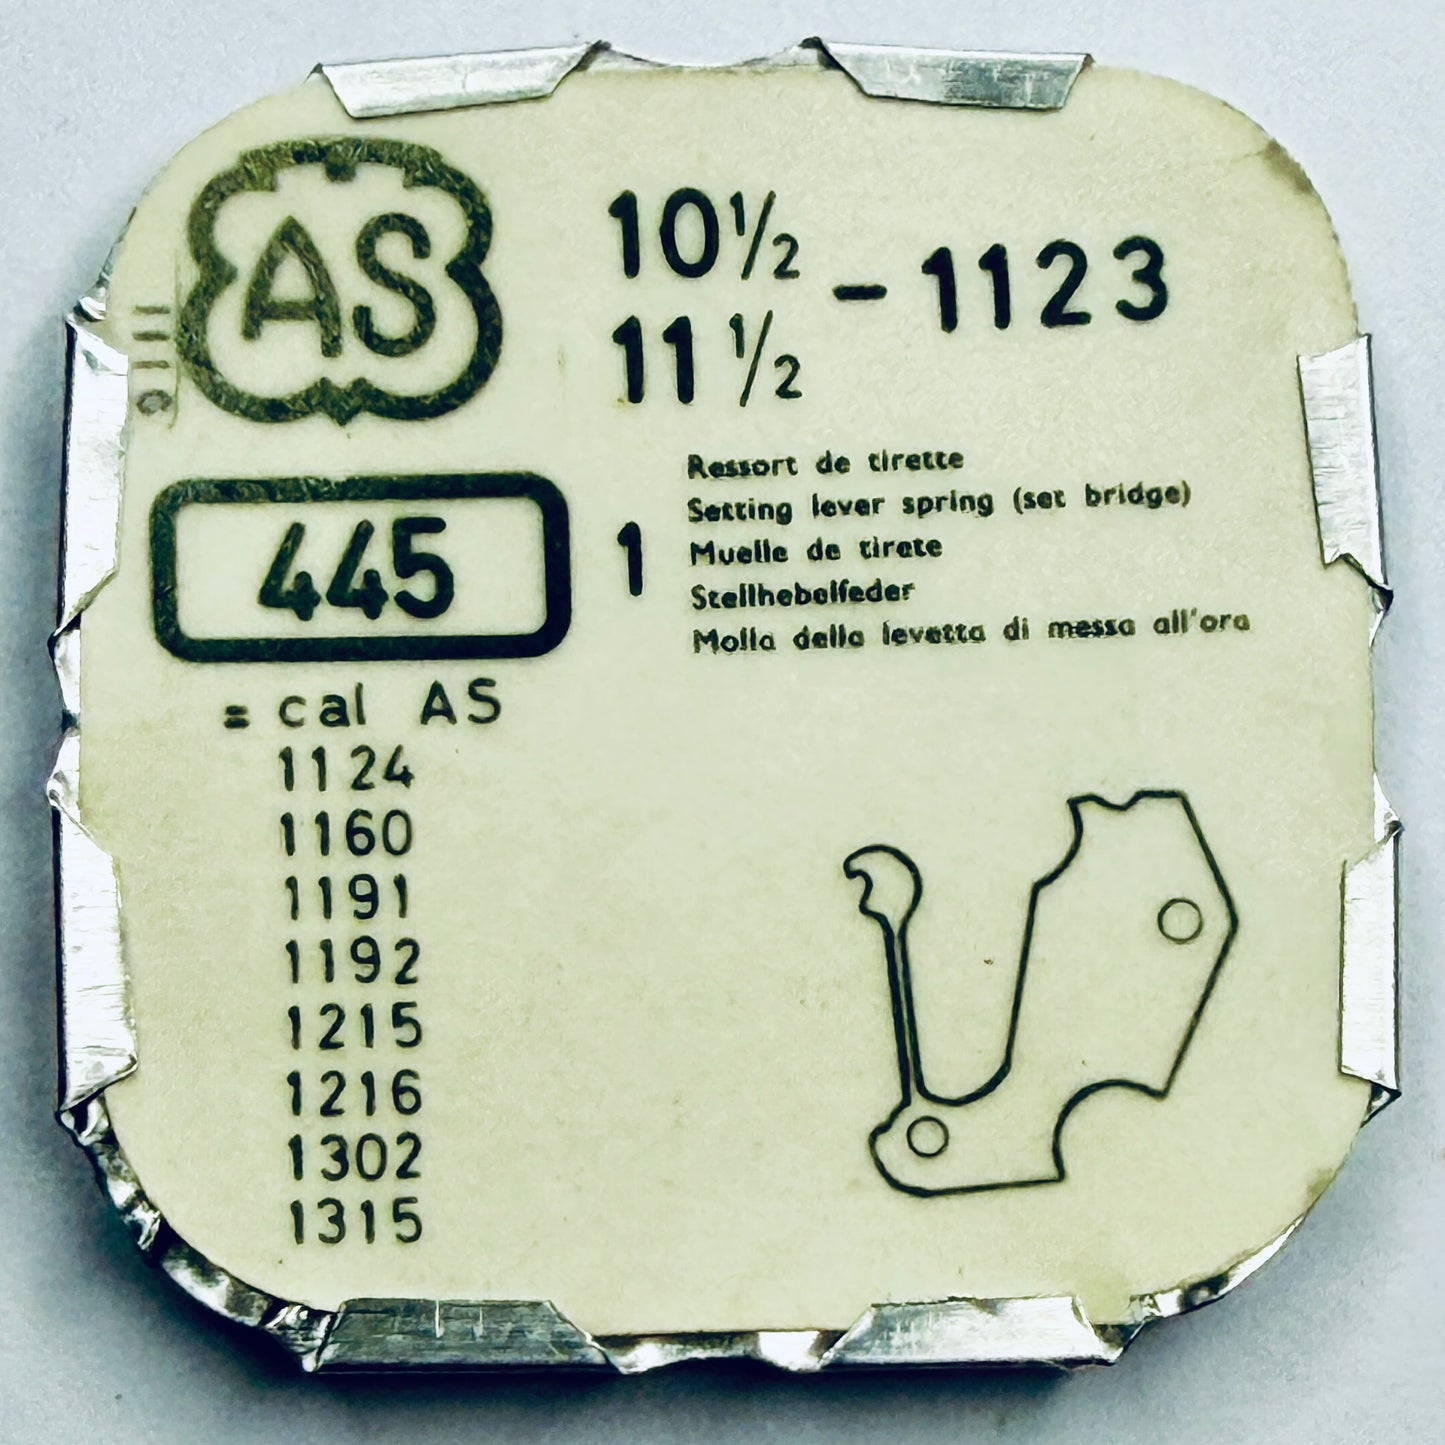 AS
10½
11½ - 1123
445
1
Ressort de tirette
Setting lever spring (set bridge)
Muelle de tirete
Stellhebelfeder
Molla della levetta di messa all'ora
= cal AS
1124
1160
1191
1192
1215
1216
1302
1315